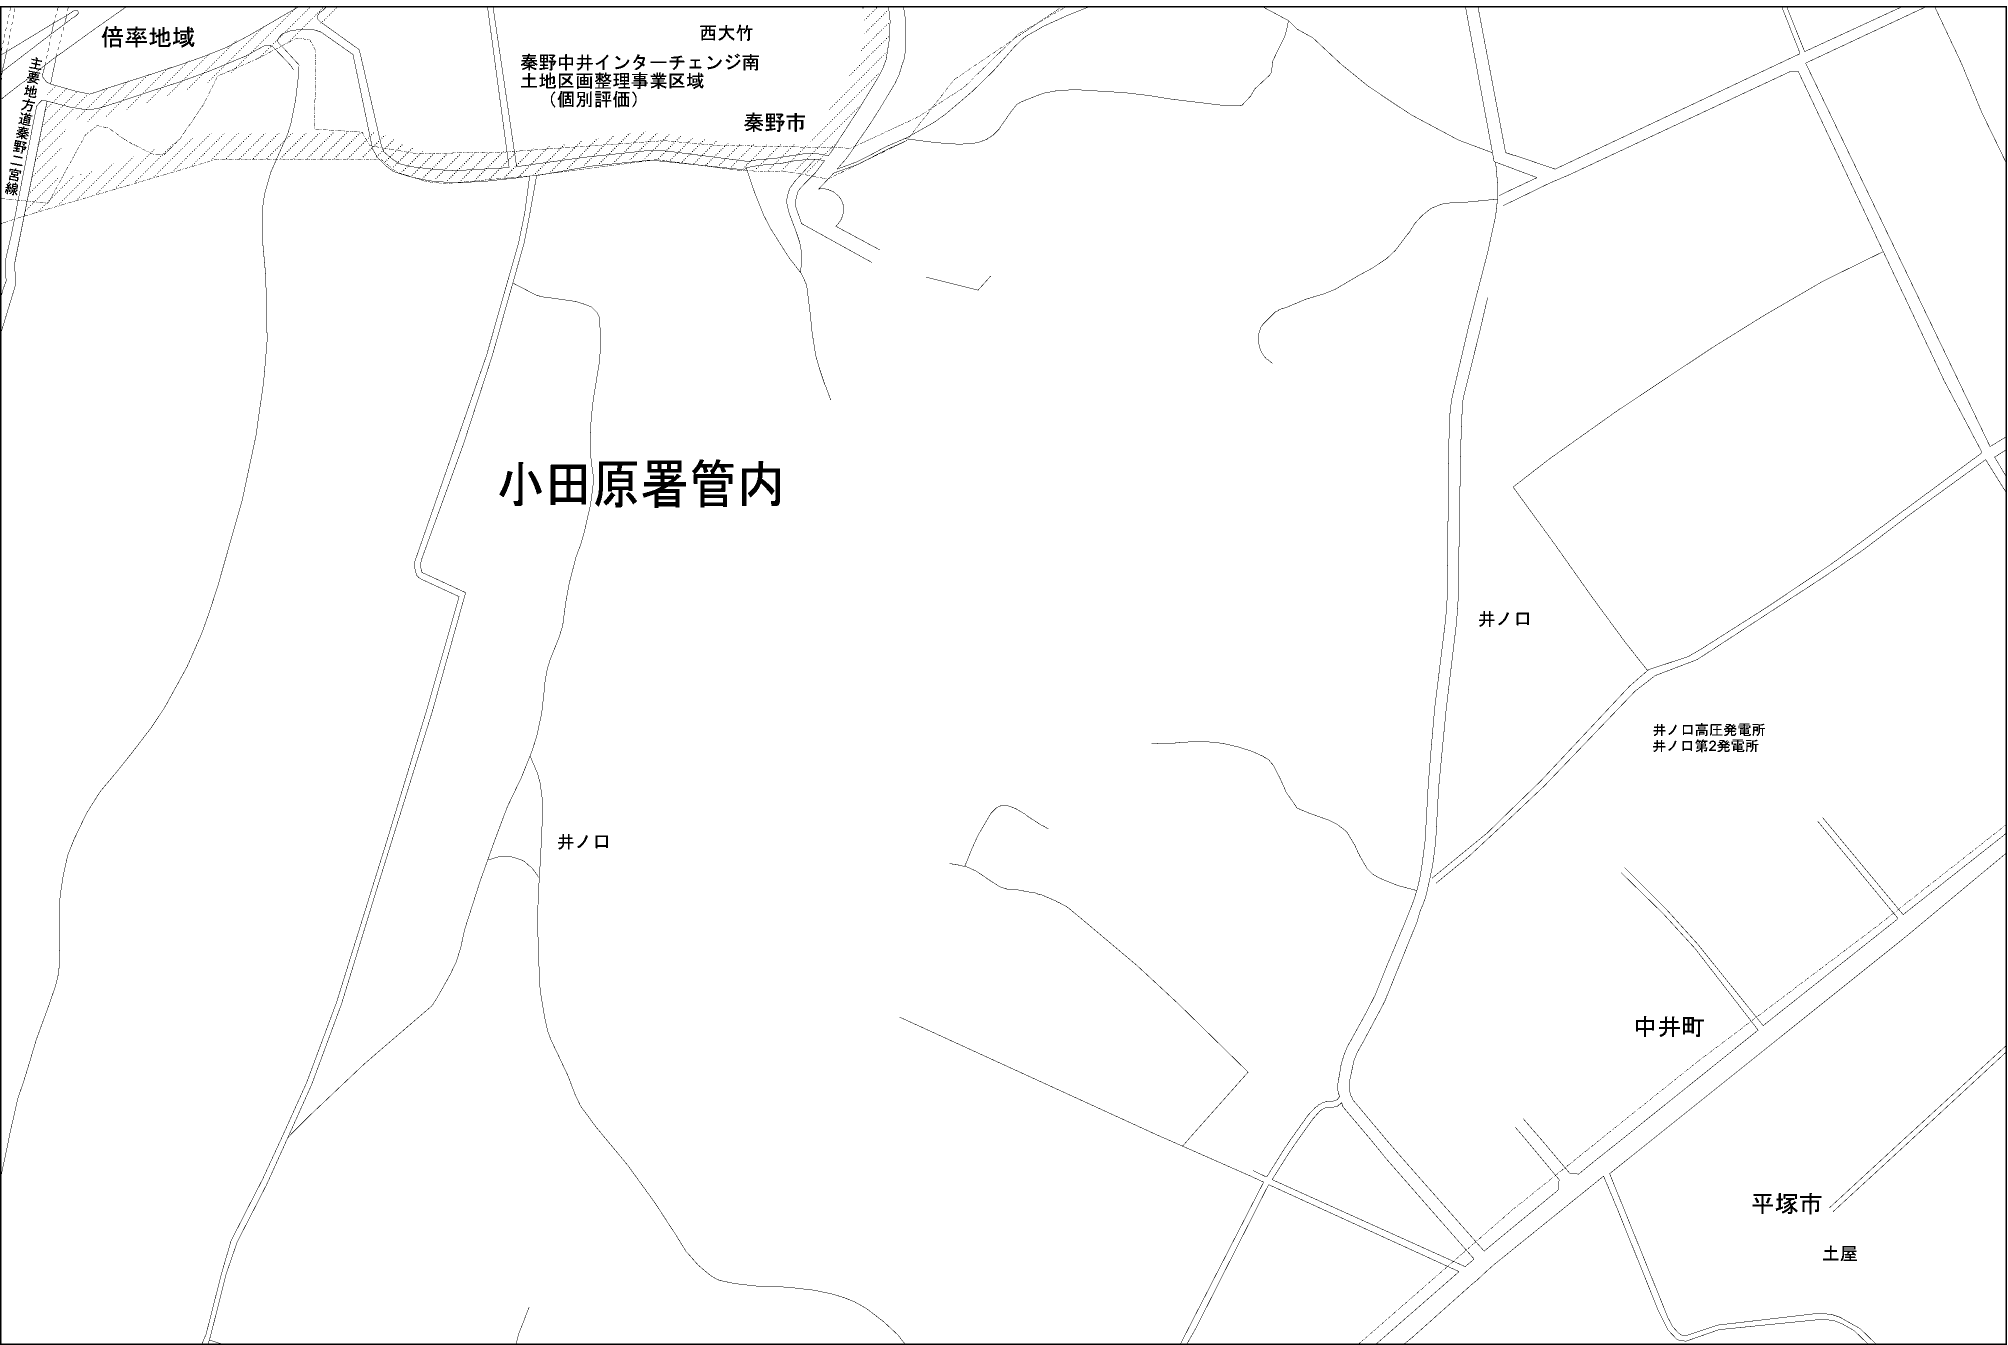 倍率地域
西大竹
主要地方道秦野二宮線
秦野中井インターチェンジ南
土地区画整理事業区域
（個別評価）
秦野市
小田原署管内
井ノ口
井ノ口高圧発電所
井ノ口第2発電所
井ノ口
中井町
平塚市
土屋